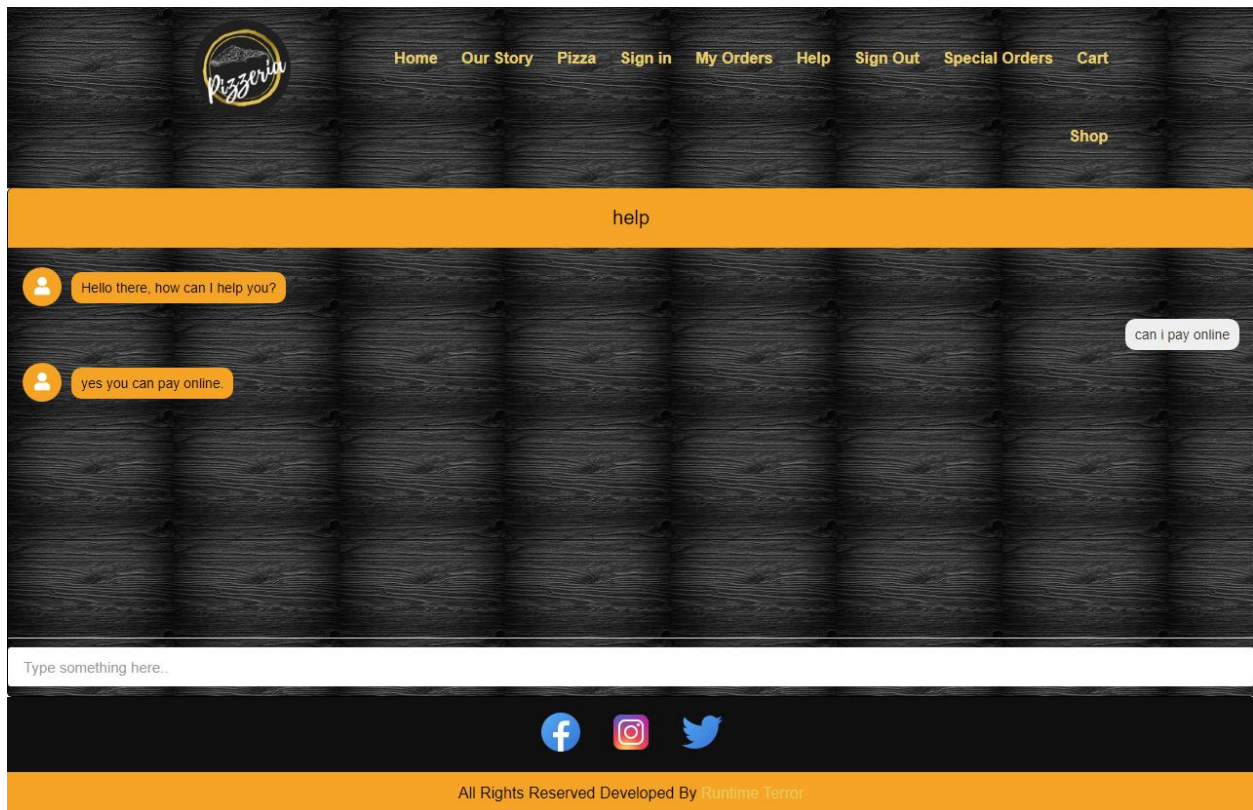 Pizzeria
Home Our Story Pizza Sign in My Orders Help Sign Out Special Orders Cart
Shop
help
Hello there, how can I help you?
can i pay online
yes you can pay online.
Type something here..
All Rights Reserved Developed By Runtime Terror